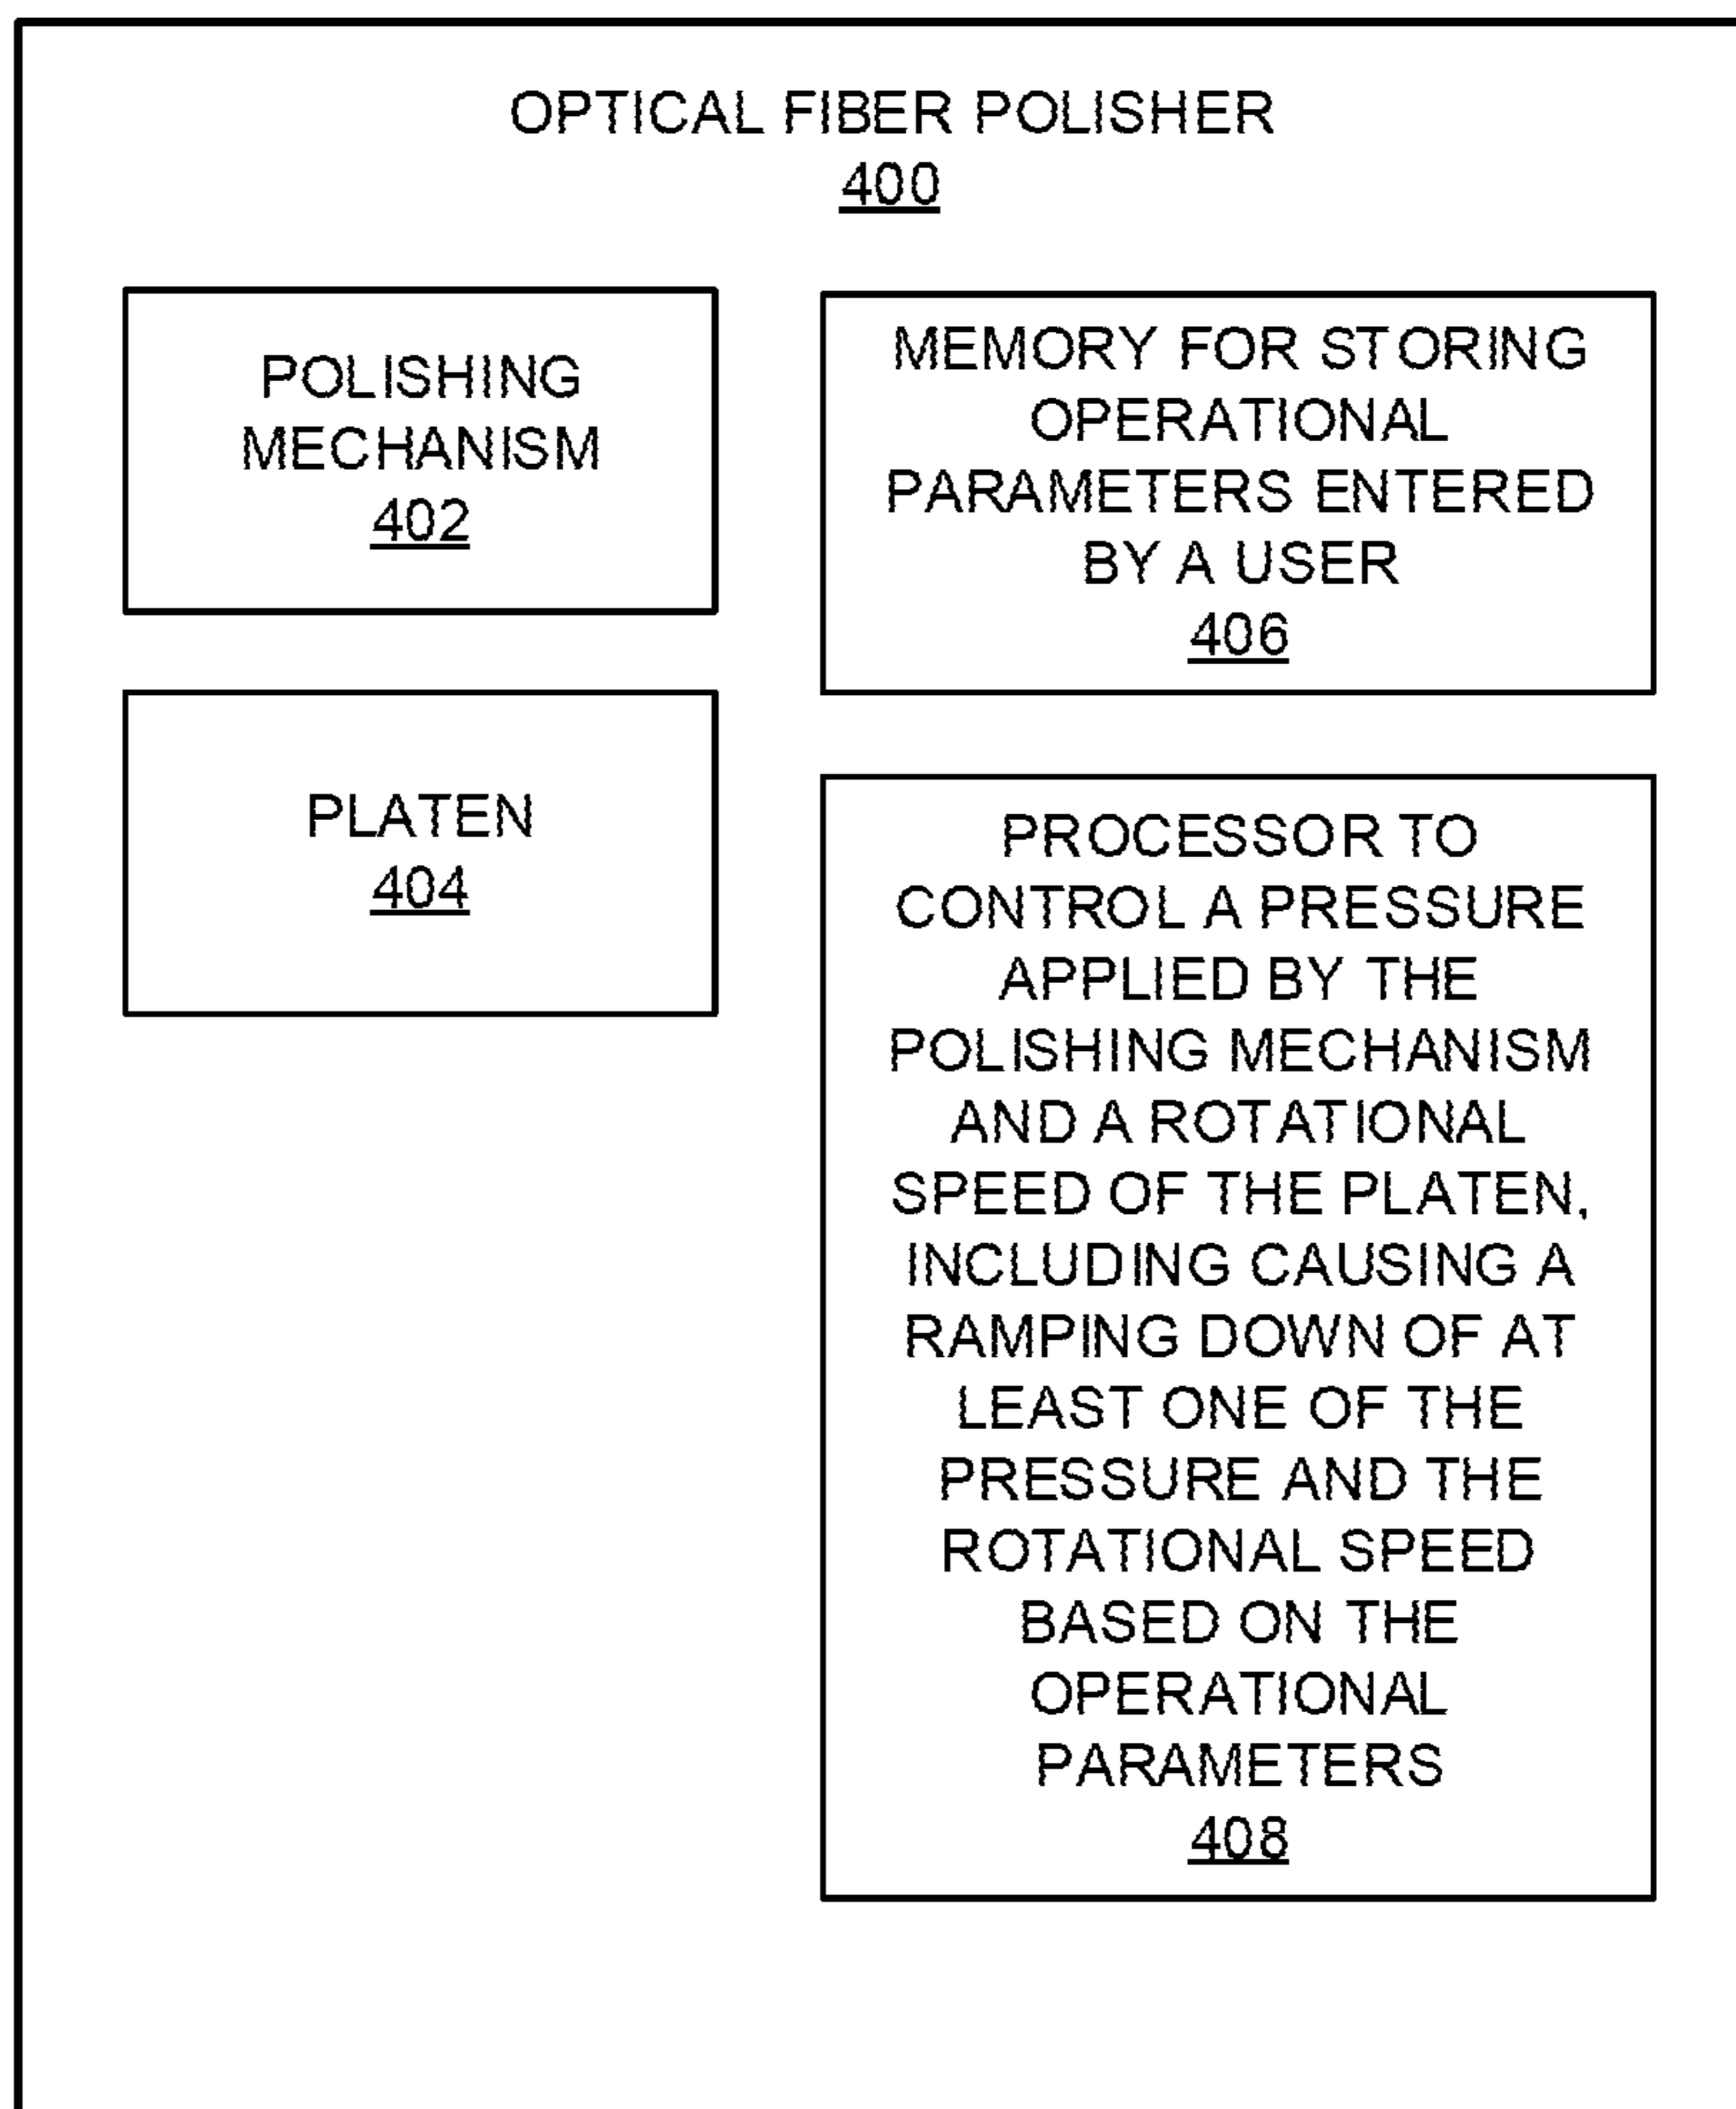 OPTICAL FIBER POLISHER
400
POLISHING
MECHANISM
402
PLATEN
404
MEMORY FOR STORING
OPERATIONAL
PARAMETERS ENTERED
BY A USER
406
PROCESSOR TO
CONTROL A PRESSURE
APPLIED BY THE
POLISHING MECHANISM
AND A ROTATIONAL
SPEED OF THE PLATEN,
INCLUDING CAUSING A
RAMPING DOWN OF AT
LEAST ONE OF THE
PRESSURE AND THE
ROTATIONAL SPEED
BASED ON THE
OPERATIONAL
PARAMETERS
408